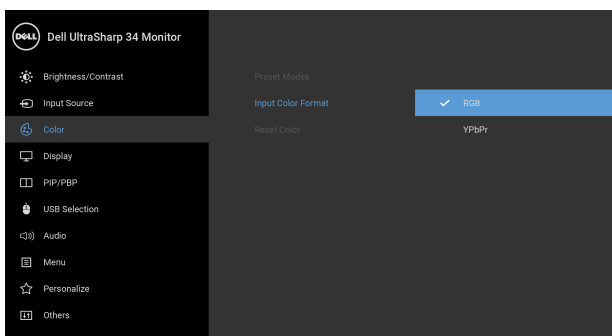 DELL Dell UltraSharp 34 Monitor
Brightness/Contrast
Preset Modes
Input Source
Input Color Format
RGB
Color
Reset Color
YPbPr
Display
PIP/PBP
USB Selection
Audio
Menu
Personalize
Others